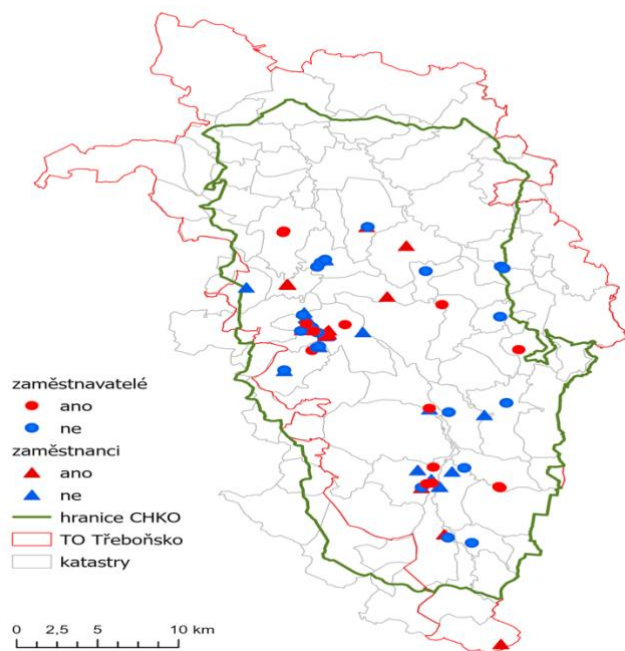 zaměstnavatelé
ano
ne
zaměstnanci
ano
ne
hranice CHKO
TO Třeboňsko
katastry
0 2,5 5 10 km